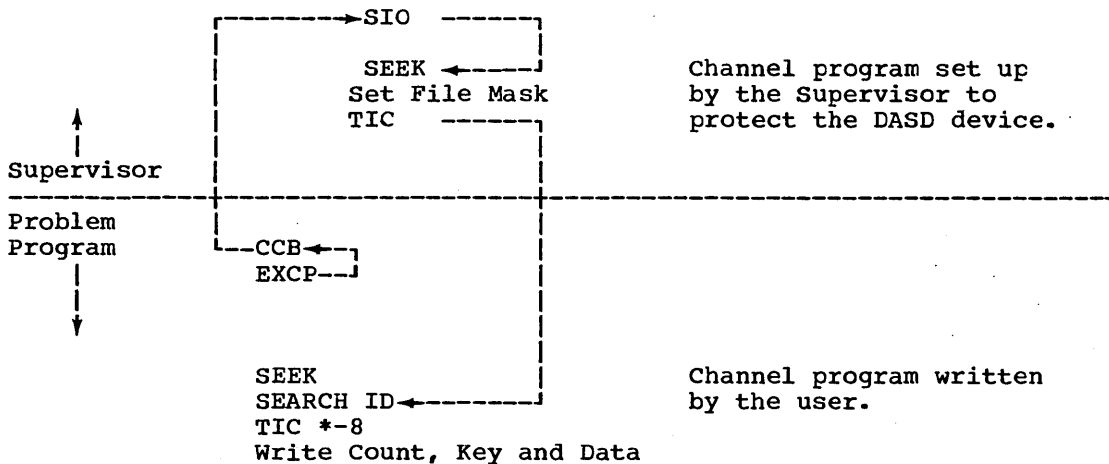 SIO
SEEK
Channel program set up
Set File Mask
by the Supervisor to
TIC
protect the DASD device.
Supervisor
Problem
Program
CCB
EXCP
SEEK
Channel program written
SEARCH ID
by the user.
TIC *-8
Write Count, Key and Data